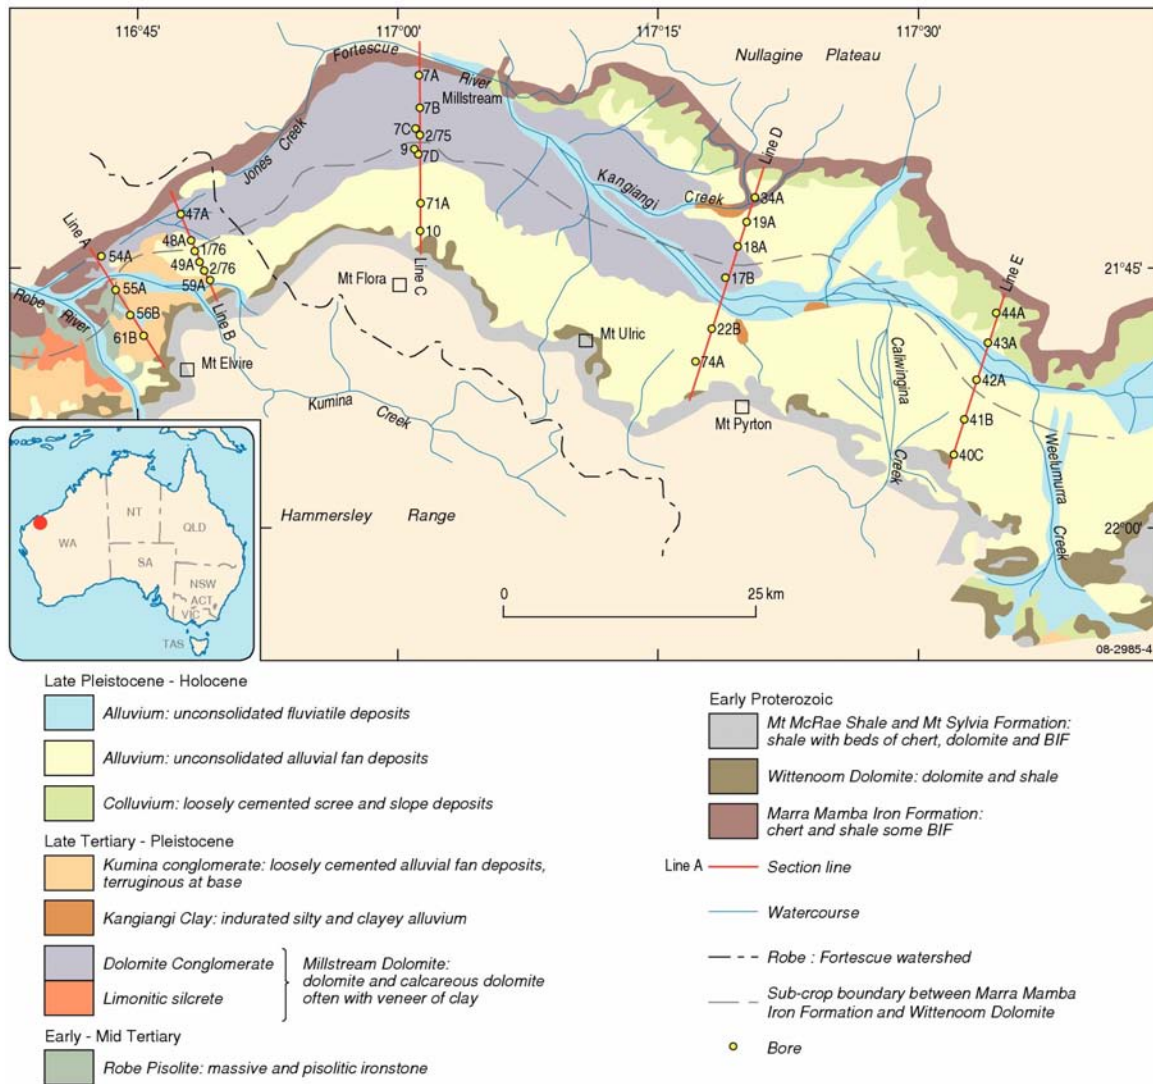 116°45'
117°00'
117°15'
117°30'
Nullagine Plateau
Fortescue
River
7A
Millstream
7B
7C
2/75
9
7D
Jones Creek
Line D
Kangiangi
Creek
34A
47A
71A
19A
Line A
48A
1/76
10
18A
Line E
54A
49A
2/76
21°45'
59A
Mt Flora
Line C
17B
55A
Robe
River
56B
Line B
44A
61B
22B
43A
Mt Ulric
Mt Elvire
74A
Caliwingina
Creek
42A
Kumina
Creek
Mt Pyrton
41B
40C
Weelumurra
Creek
Hammersley Range
22°00'
NT
QLD
WA
SA
NSW
ACT
VIC
TAS
0
25 km
08-2985-4
Late Pleistocene - Holocene
Alluvium: unconsolidated fluviatile deposits
Alluvium: unconsolidated alluvial fan deposits
Colluvium: loosely cemented scree and slope deposits
Late Tertiary - Pleistocene
Kumina conglomerate: loosely cemented alluvial fan deposits,
terruginous at base
Kangiangi Clay: indurated silty and clayey alluvium
Dolomite Conglomerate
Limonitic silcrete
Millstream Dolomite:
dolomite and calcareous dolomite
often with veneer of clay
Early - Mid Tertiary
Robe Pisolite: massive and pisolitic ironstone
Early Proterozoic
Mt McRae Shale and Mt Sylvia Formation:
shale with beds of chert, dolomite and BIF
Wittenoom Dolomite: dolomite and shale
Marra Mamba Iron Formation:
chert and shale some BIF
Line A
Section line
Watercourse
Robe : Fortescue watershed
Sub-crop boundary between Marra Mamba
Iron Formation and Wittenoom Dolomite
Bore